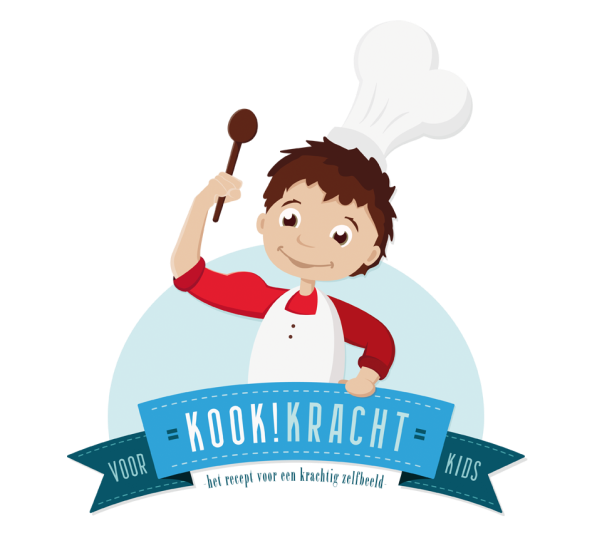 KOOK!KRACHT
VOOR
KIDS
het recept voor een krachtig zelfbeeld